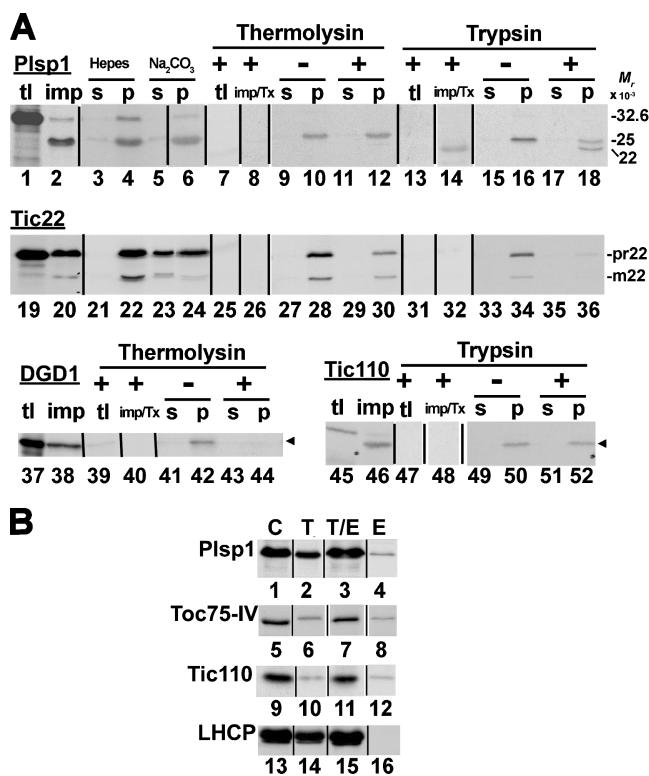 A
Thermolysin Trypsin
Plsp1 Hepes Na2CO3 + + - + + + - +
tl imp s p s p tl imp/Tx s p s p tl imp/Tx s p s p Mr x 10-3
-32.6
-25
22
1 2 3 4 5 6 7 8 9 10 11 12 13 14 15 16 17 18
Tic22
-pr22
-m22
19 20 21 22 23 24 25 26 27 28 29 30 31 32 33 34 35 36
Thermolysin Trypsin
DGD1 + + - + Tic110 + + - +
tl imp tl imp/Tx s p s p tl imp tl imp/Tx s p s p
37 38 39 40 41 42 43 44 45 46 47 48 49 50 51 52
B
C T T/E E
Plsp1
1 2 3 4
Toc75-IV
5 6 7 8
Tic110
9 10 11 12
LHCP
13 14 15 16